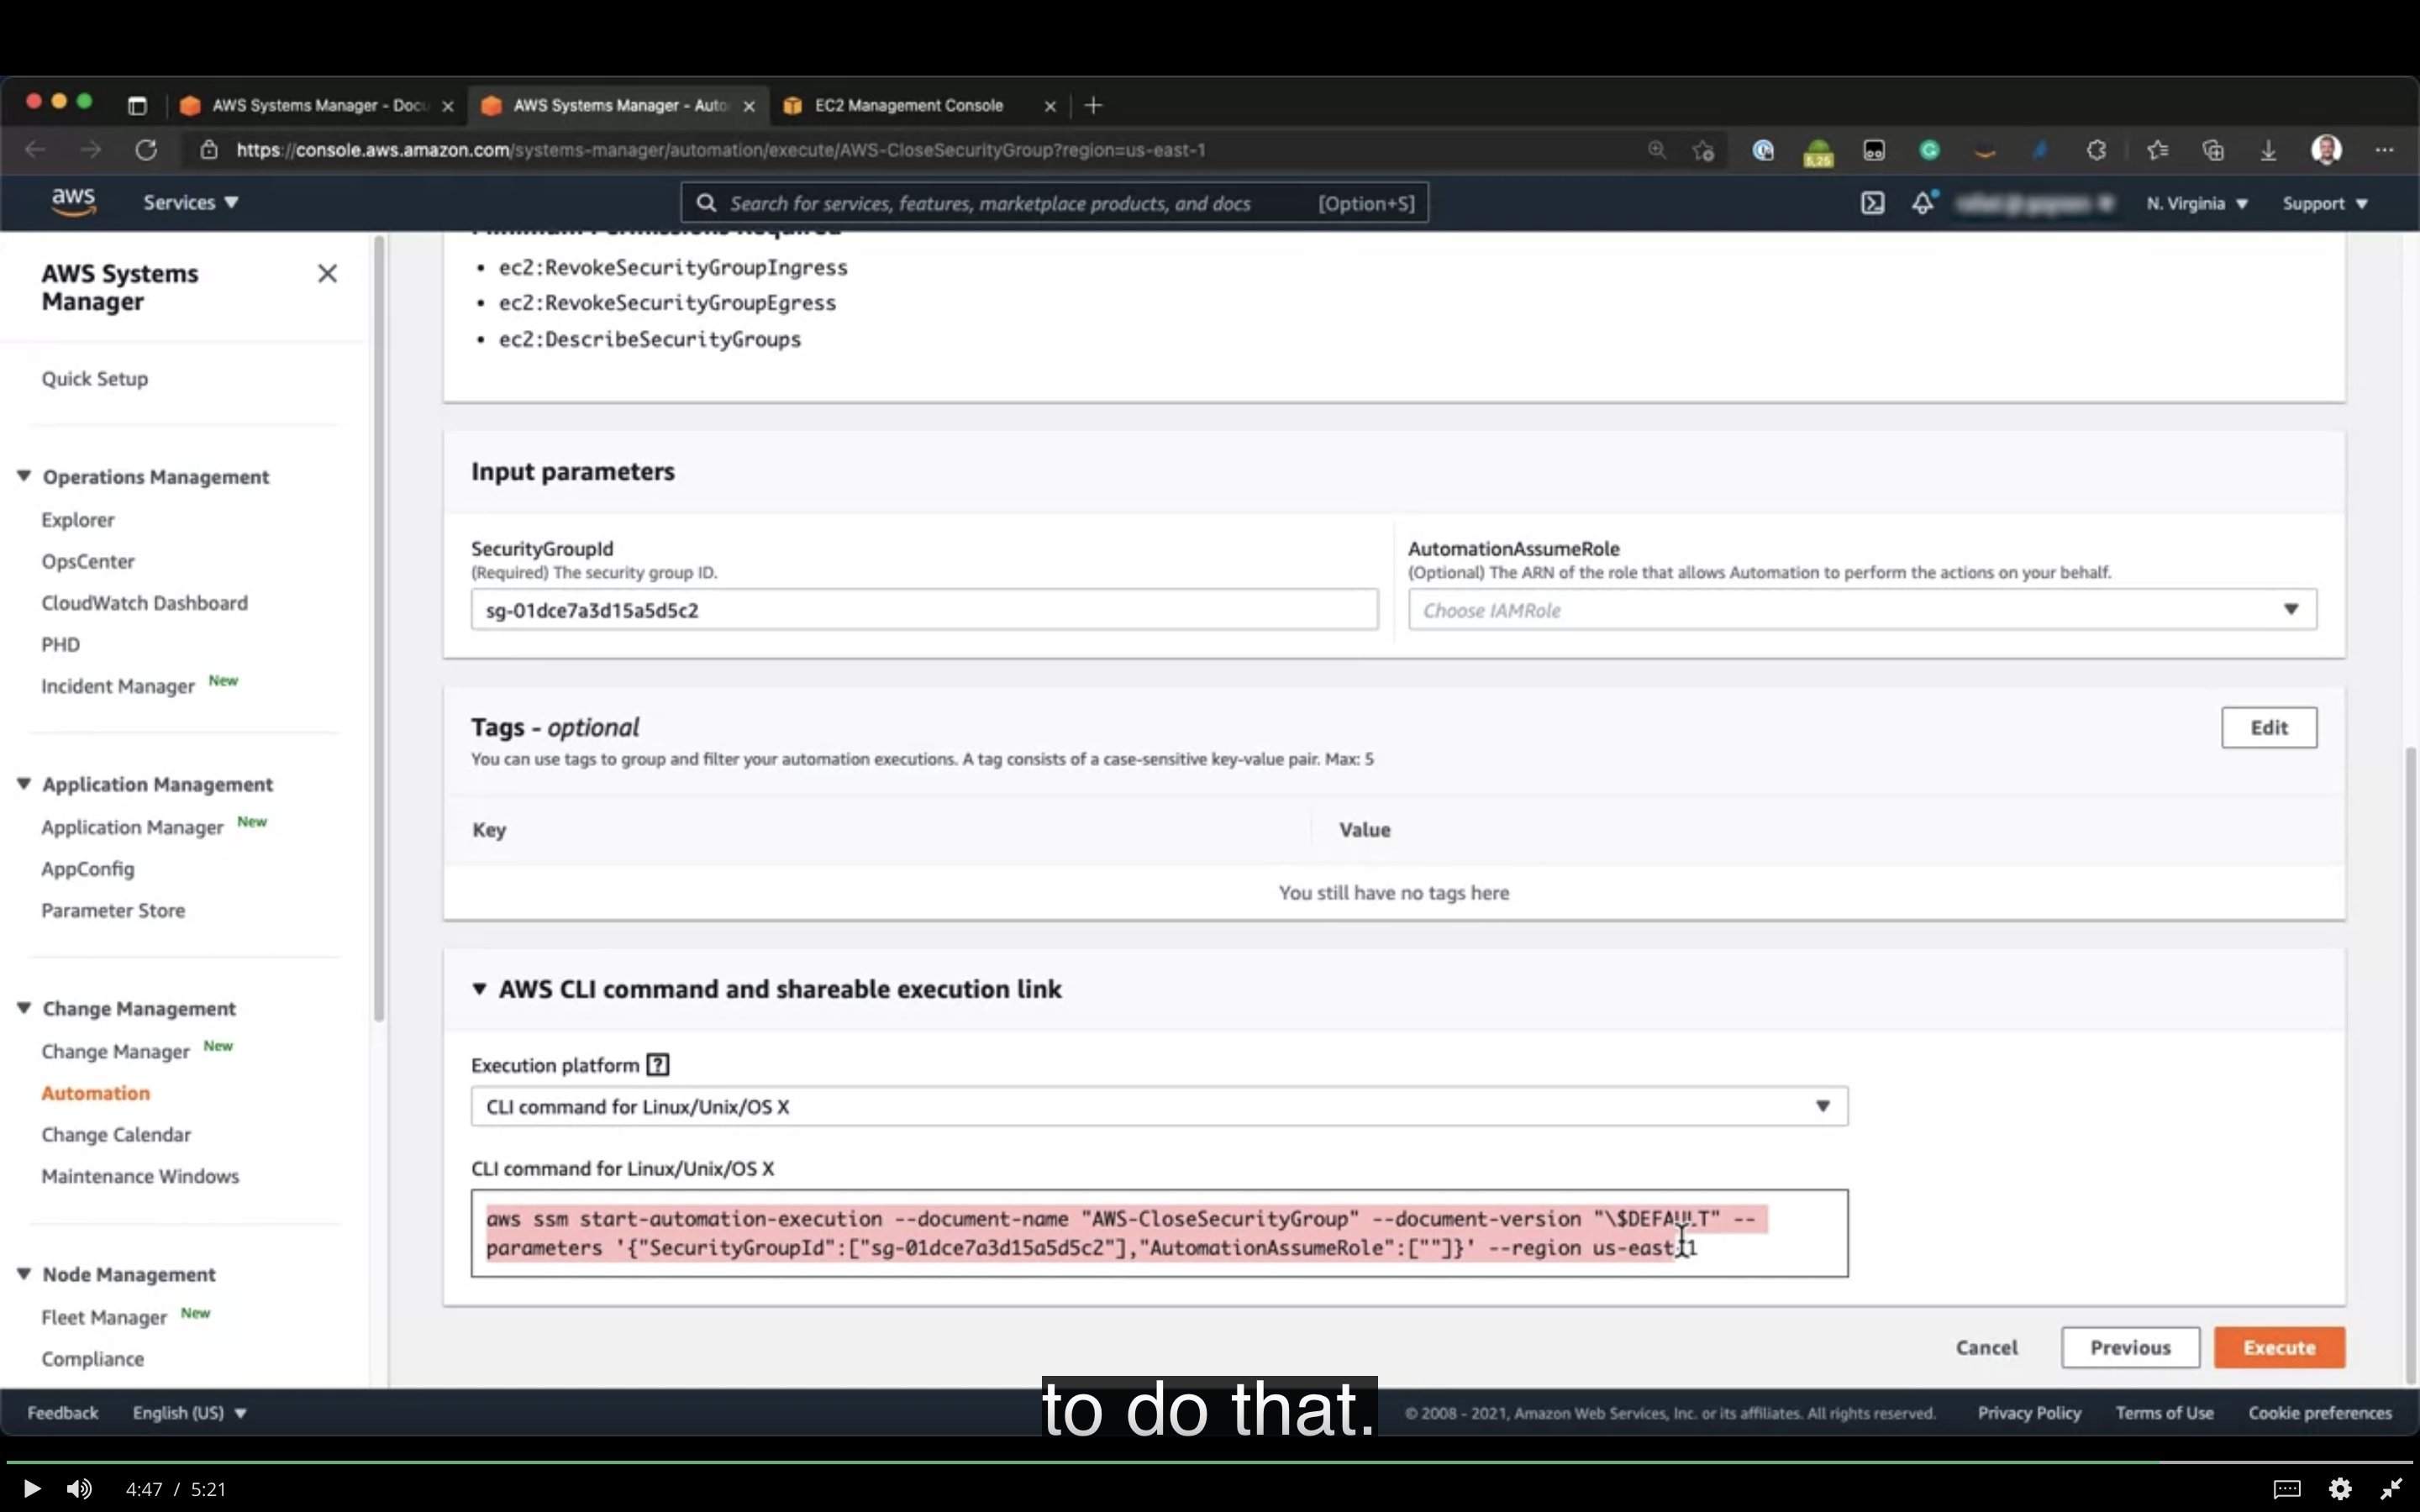 AWS Systems Manager - Docu
AWS Systems Manager - Auto
EC2 Management Console
https://console.aws.amazon.com/systems-manager/automation/execute/AWS-CloseSecurityGroup?region=us-east-1
5,25
aws
Services
Search for services, features, marketplace products, and docs
[Option+S]
N. Virginia
Support
AWS Systems
Manager
Quick Setup
Operations Management
Explorer
OpsCenter
CloudWatch Dashboard
PHD
Incident Manager New
Application Management
Application Manager New
AppConfig
Parameter Store
Change Management
Change Manager New
Automation
Change Calendar
Maintenance Windows
Node Management
Fleet Manager New
Compliance
Minimum Permissions Required
• ec2:RevokeSecurityGroupIngress
• ec2:RevokeSecurityGroupEgress
• ec2:DescribeSecurityGroups
Input parameters
SecurityGroupId
(Required) The security group ID.
sg-01dce7a3d15a5d5c2
AutomationAssumeRole
(Optional) The ARN of the role that allows Automation to perform the actions on your behalf.
Choose IAMRole
Tags - optional
Edit
You can use tags to group and filter your automation executions. A tag consists of a case-sensitive key-value pair. Max: 5
Key
Value
You still have no tags here
AWS CLI command and shareable execution link
Execution platform [?]
CLI command for Linux/Unix/OS X
CLI command for Linux/Unix/OS X
aws ssm start-automation-execution --document-name "AWS-CloseSecurityGroup" --document-version "\$DEFAULT" --
parameters '{"SecurityGroupId":["sg-01dce7a3d15a5d5c2"],"AutomationAssumeRole":[""]}' --region us-east-1
Cancel
Previous
Execute
to do that.
Feedback
English (US)
© 2008 - 2021, Amazon Web Services, Inc. or its affiliates. All rights reserved.
Privacy Policy
Terms of Use
Cookie preferences
4:47 / 5:21